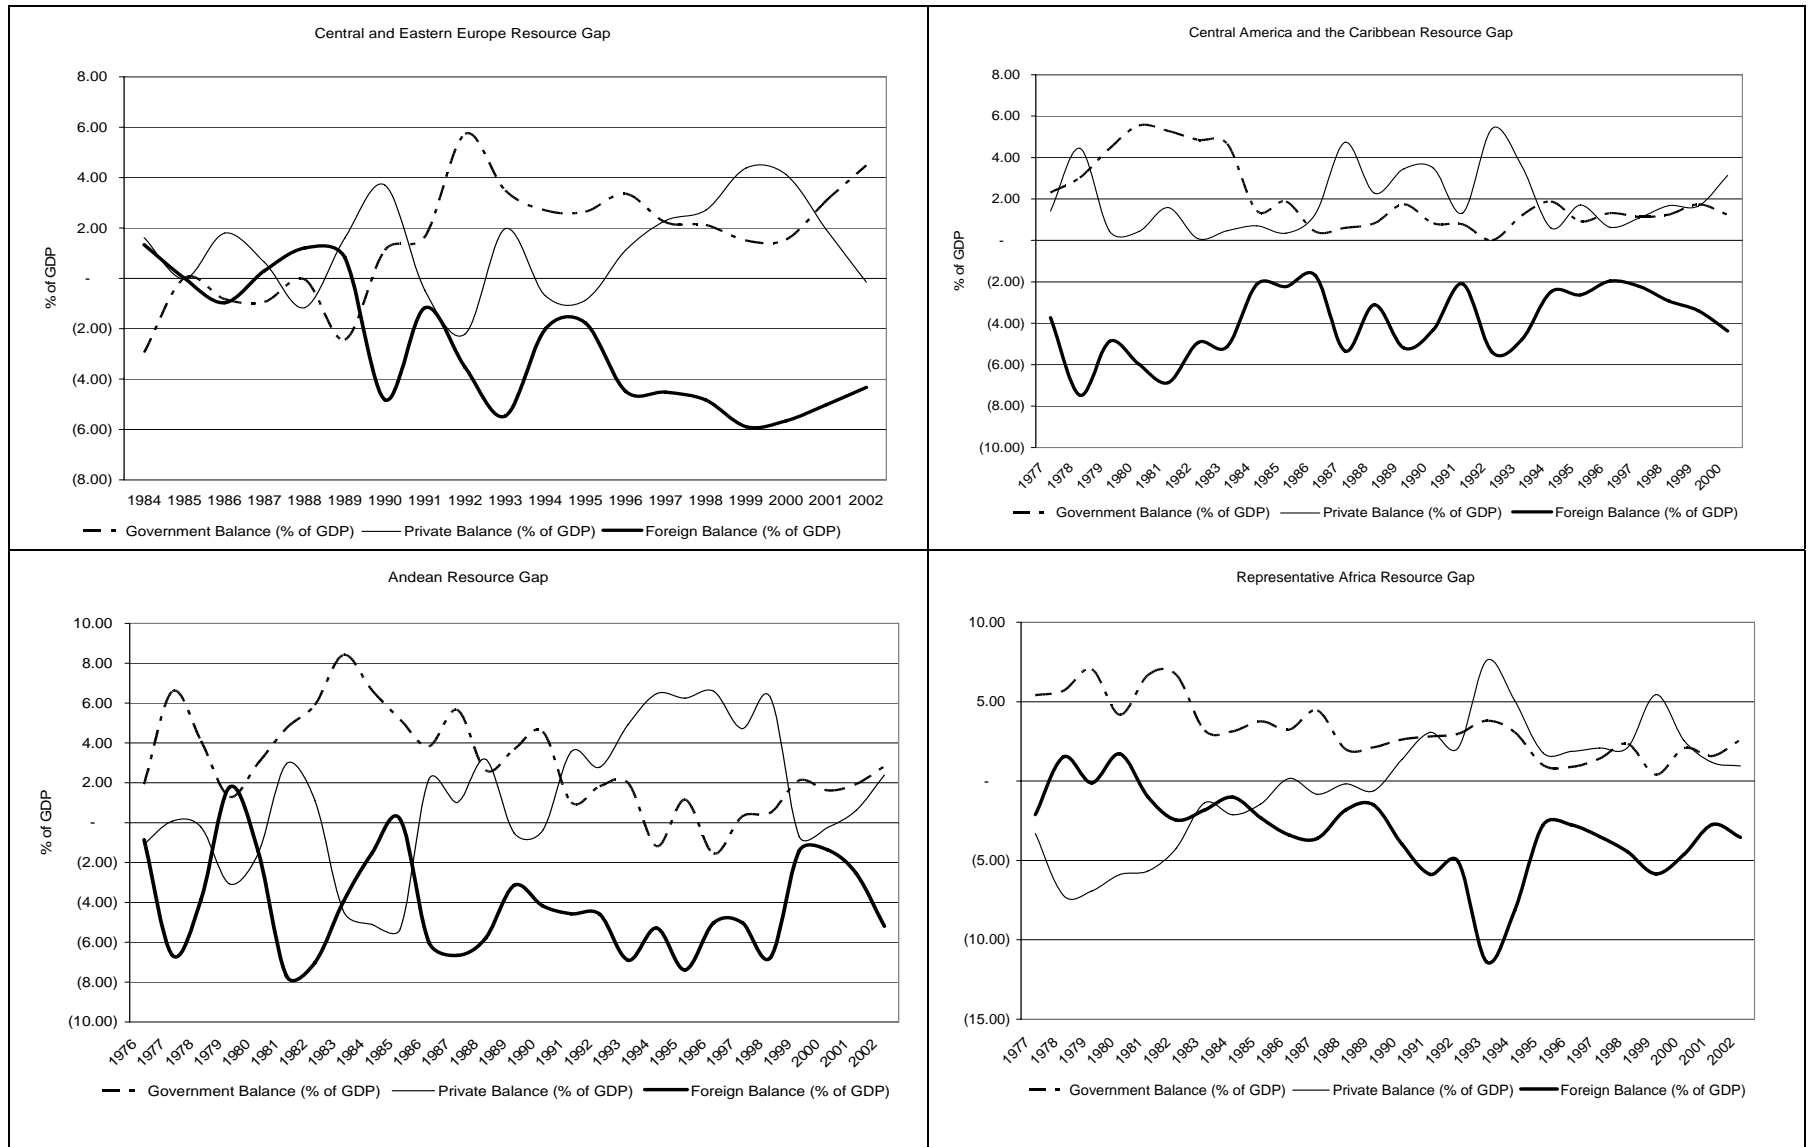 Central and Eastern Europe Resource Gap
% of GDP
8.00
6.00
4.00
2.00
-
(2.00)
(4.00)
(6.00)
(8.00)
1984 1985 1986 1987 1988 1989 1990 1991 1992 1993 1994 1995 1996 1997 1998 1999 2000 2001 2002
Government Balance (% of GDP) Private Balance (% of GDP) Foreign Balance (% of GDP)
Central America and the Caribbean Resource Gap
% of GDP
8.00
6.00
4.00
2.00
-
(2.00)
(4.00)
(6.00)
(8.00)
(10.00)
1977 1978 1979 1980 1981 1982 1983 1984 1985 1986 1987 1988 1989 1990 1991 1992 1993 1994 1995 1996 1997 1998 1999 2000
Government Balance (% of GDP) Private Balance (% of GDP) Foreign Balance (% of GDP)
Andean Resource Gap
% of GDP
10.00
8.00
6.00
4.00
2.00
-
(2.00)
(4.00)
(6.00)
(8.00)
(10.00)
1976 1977 1978 1979 1980 1981 1982 1983 1984 1985 1986 1987 1988 1989 1990 1991 1992 1993 1994 1995 1996 1997 1998 1999 2000 2001 2002
Government Balance (% of GDP) Private Balance (% of GDP) Foreign Balance (% of GDP)
Representative Africa Resource Gap
10.00
5.00
-
(5.00)
(10.00)
(15.00)
1977 1978 1979 1980 1981 1982 1983 1984 1985 1986 1987 1988 1989 1990 1991 1992 1993 1994 1995 1996 1997 1998 1999 2000 2001 2002
Government Balance (% of GDP) Private Balance (% of GDP) Foreign Balance (% of GDP)